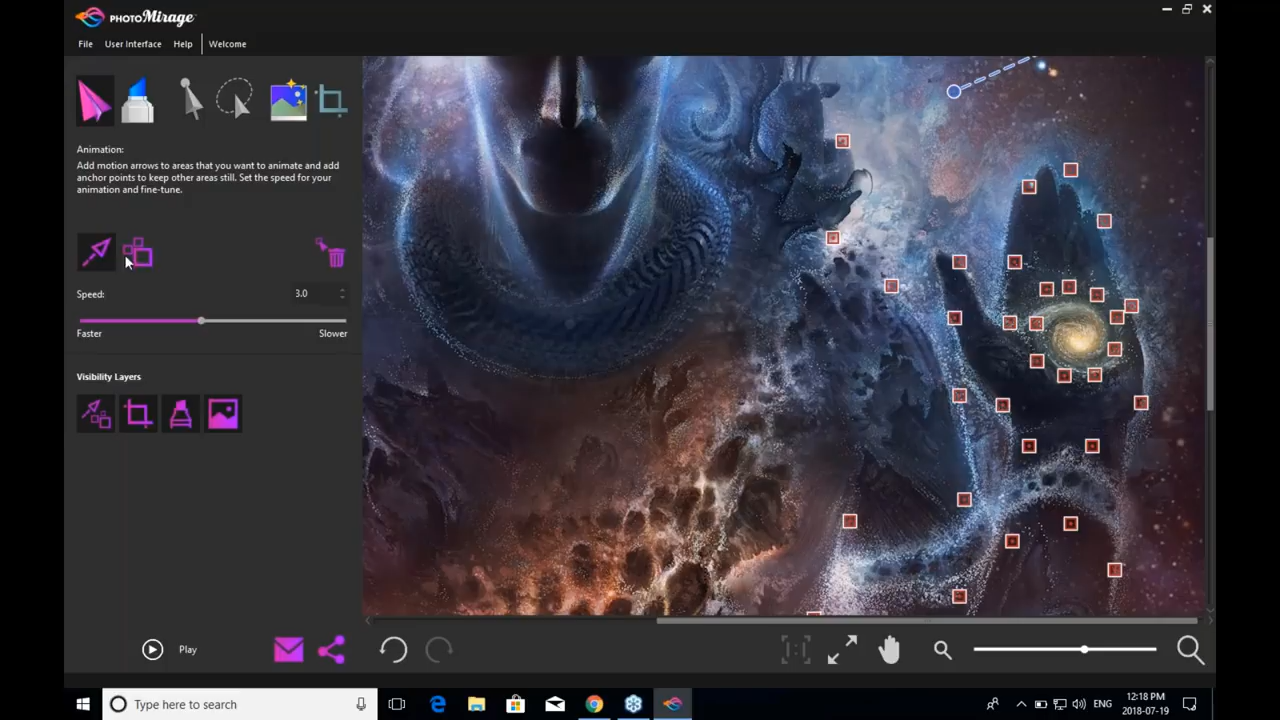 PHOTOMirage
File User Interface Help Welcome
Animation:
Add motion arrows to areas that you want to animate and add
anchor points to keep other areas still. Set the speed for your
animation and fine-tune.
Speed: 3.0
Faster Slower
Visibility Layers
Play
Type here to search
ENG
12:18 PM
2018-07-19